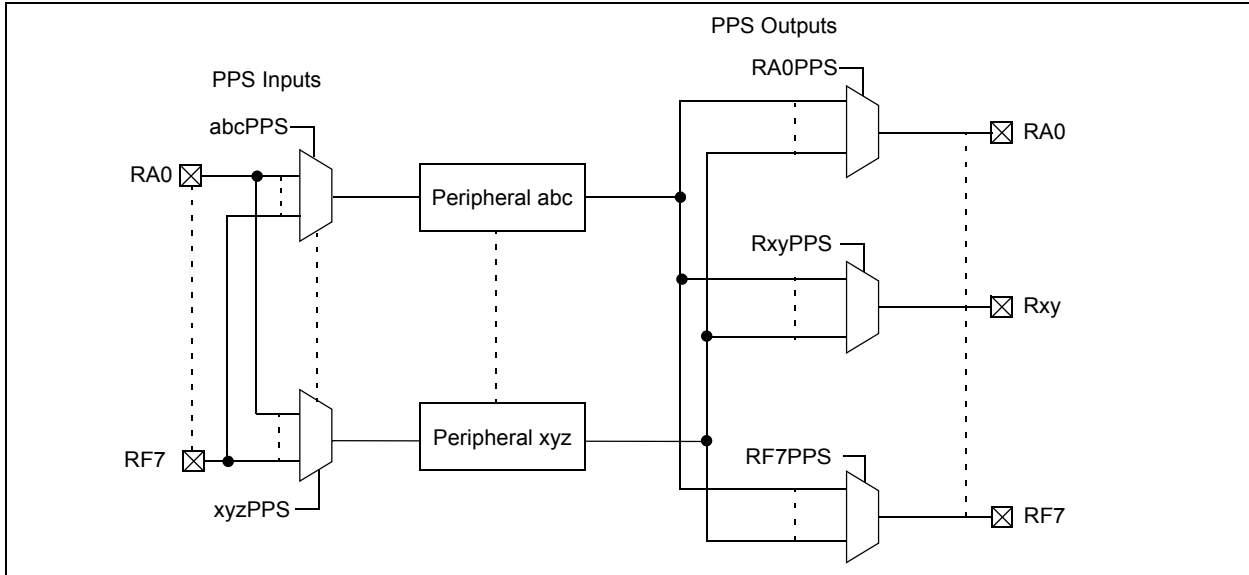 PPS Outputs
RA0PPS
PPS Inputs
abcPPS
RA0
RA0
Peripheral abc
RxyPPS
Rxy
Peripheral xyz
RF7
RF7PPS
xyzPPS
RF7